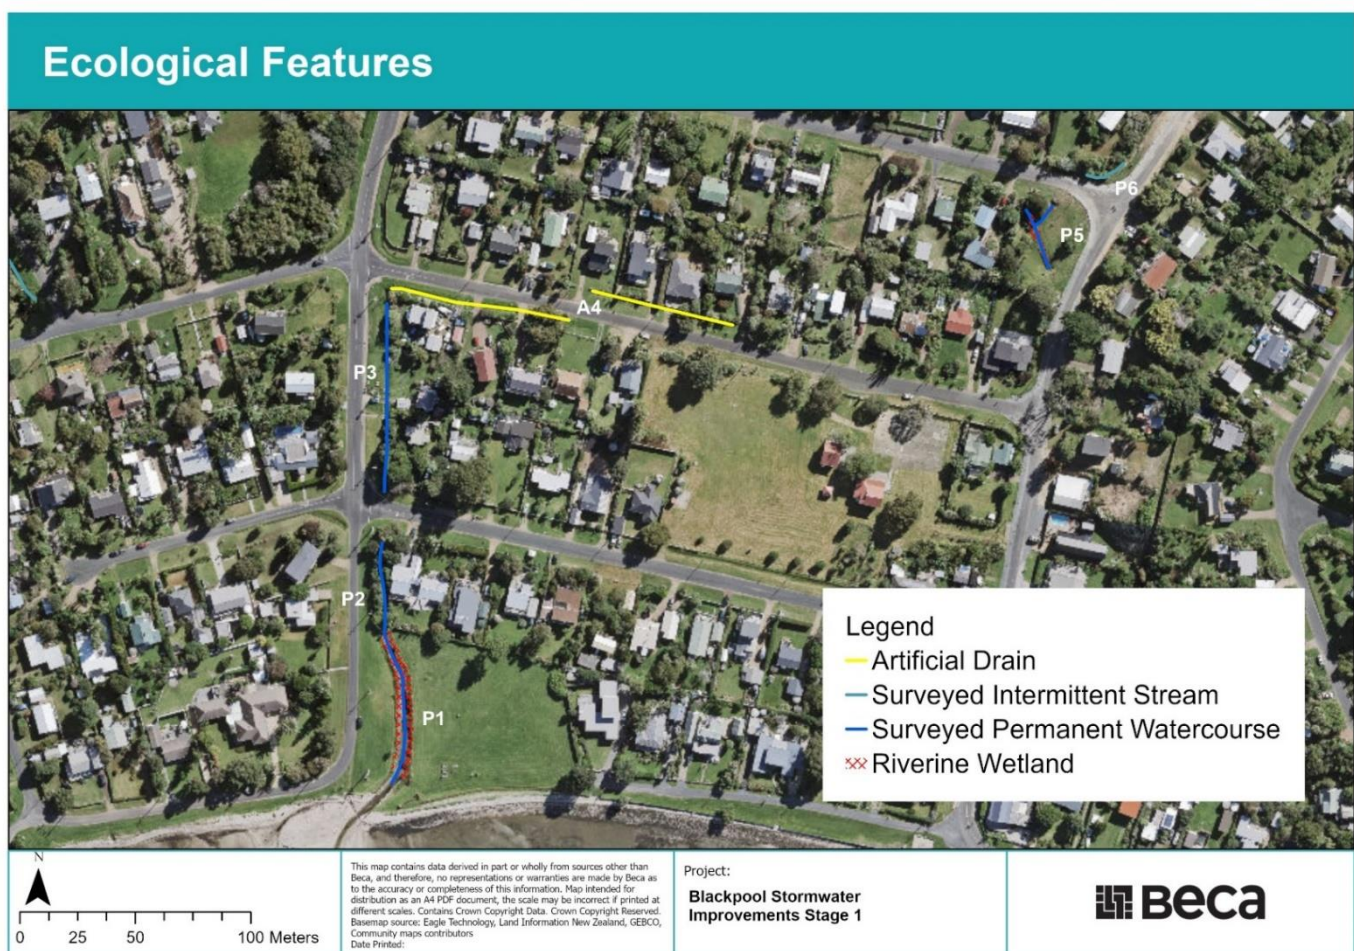 Ecological Features
P6
P5
A4
P3
P2
P1
Legend
Artificial Drain
Surveyed Intermittent Stream
Surveyed Permanent Watercourse
Riverine Wetland
N
0 25 50 100 Meters
This map contains data derived in part or wholly from sources other than
Beca, and therefore, no representations or warranties are made by Beca as
to the accuracy or completeness of this information. Map intended for
distribution as an A4 PDF document, the scale may be incorrect if printed at
different scales. Contains Crown Copyright Data. Crown Copyright Reserved.
Basemap source: Eagle Technology, Land Information New Zealand, GEBCO,
Community maps contributors
Date Printed:
Project:
Blackpool Stormwater
Improvements Stage 1
Beca